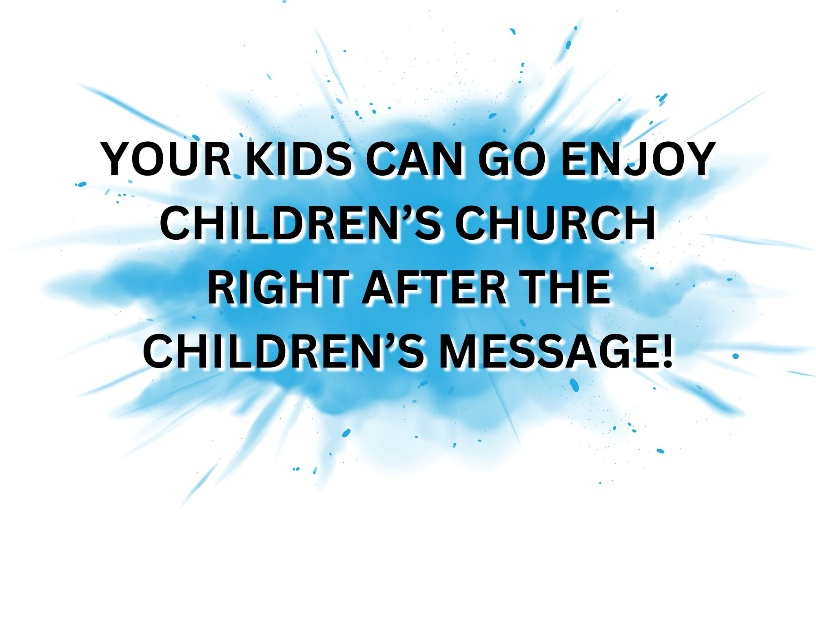 YOUR KIDS CAN GO ENJOY
CHILDREN’S CHURCH
RIGHT AFTER THE
CHILDREN’S MESSAGE!